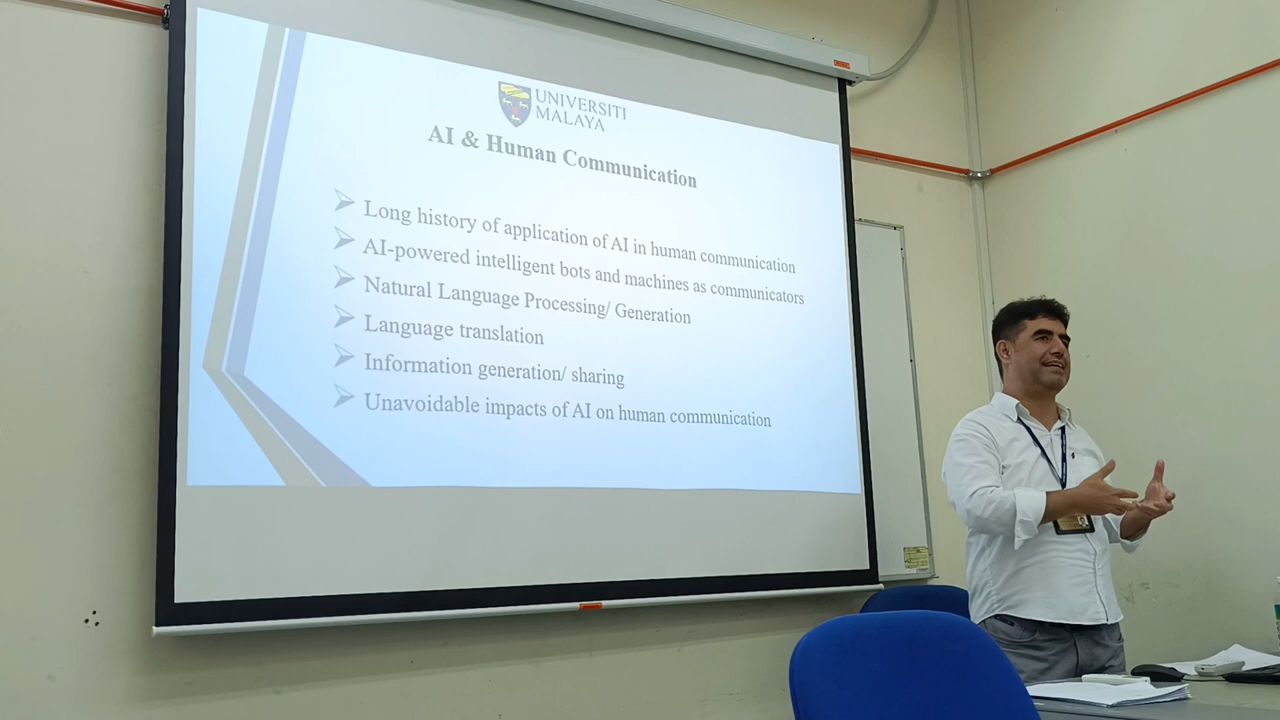 UNIVERSITI
MALAYA
AI & Human Communication
Long history of application of AI in human communication
AI-powered intelligent bots and machines as communicators
Natural Language Processing/ Generation
Language translation
Information generation/ sharing
Unavoidable impacts of AI on human communication